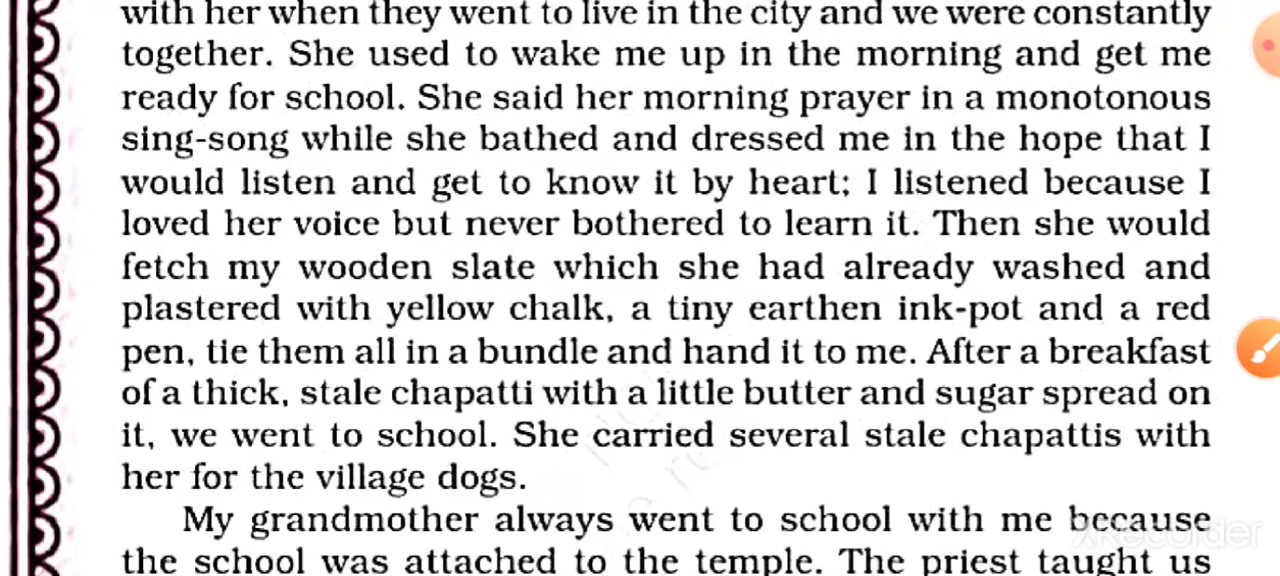 with her when they went to live in the city and we were constantly
together. She used to wake me up in the morning and get me
ready for school. She said her morning prayer in a monotonous
sing-song while she bathed and dressed me in the hope that I
would listen and get to know it by heart; I listened because I
loved her voice but never bothered to learn it. Then she would
fetch my wooden slate which she had already washed and
plastered with yellow chalk, a tiny earthen ink-pot and a red
pen, tie them all in a bundle and hand it to me. After a breakfast
of a thick, stale chapatti with a little butter and sugar spread on
it, we went to school. She carried several stale chapattis with
her for the village dogs.
My grandmother always went to school with me because
the school was attached to the temple. The priest taught us
XRecorder